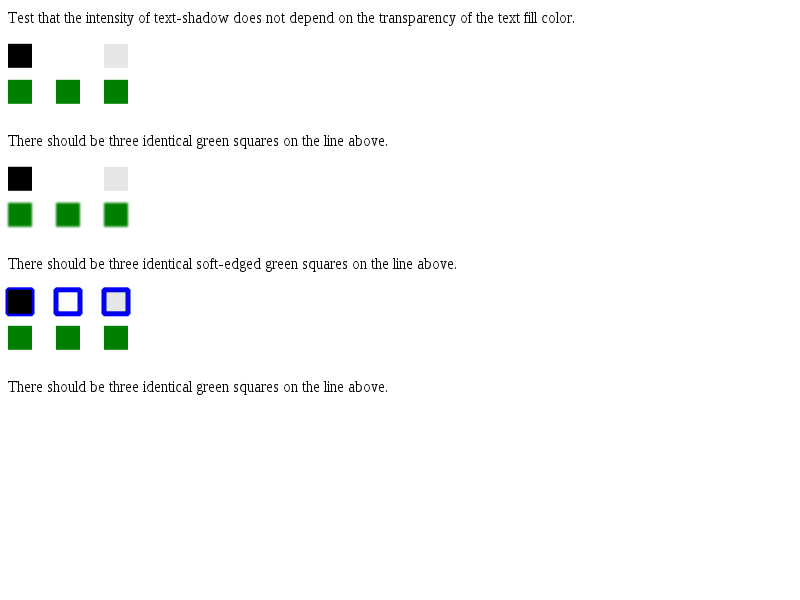 Test that the intensity of text-shadow does not depend on the transparency of the text fill color.
There should be three identical green squares on the line above.
There should be three identical soft-edged green squares on the line above.
There should be three identical green squares on the line above.